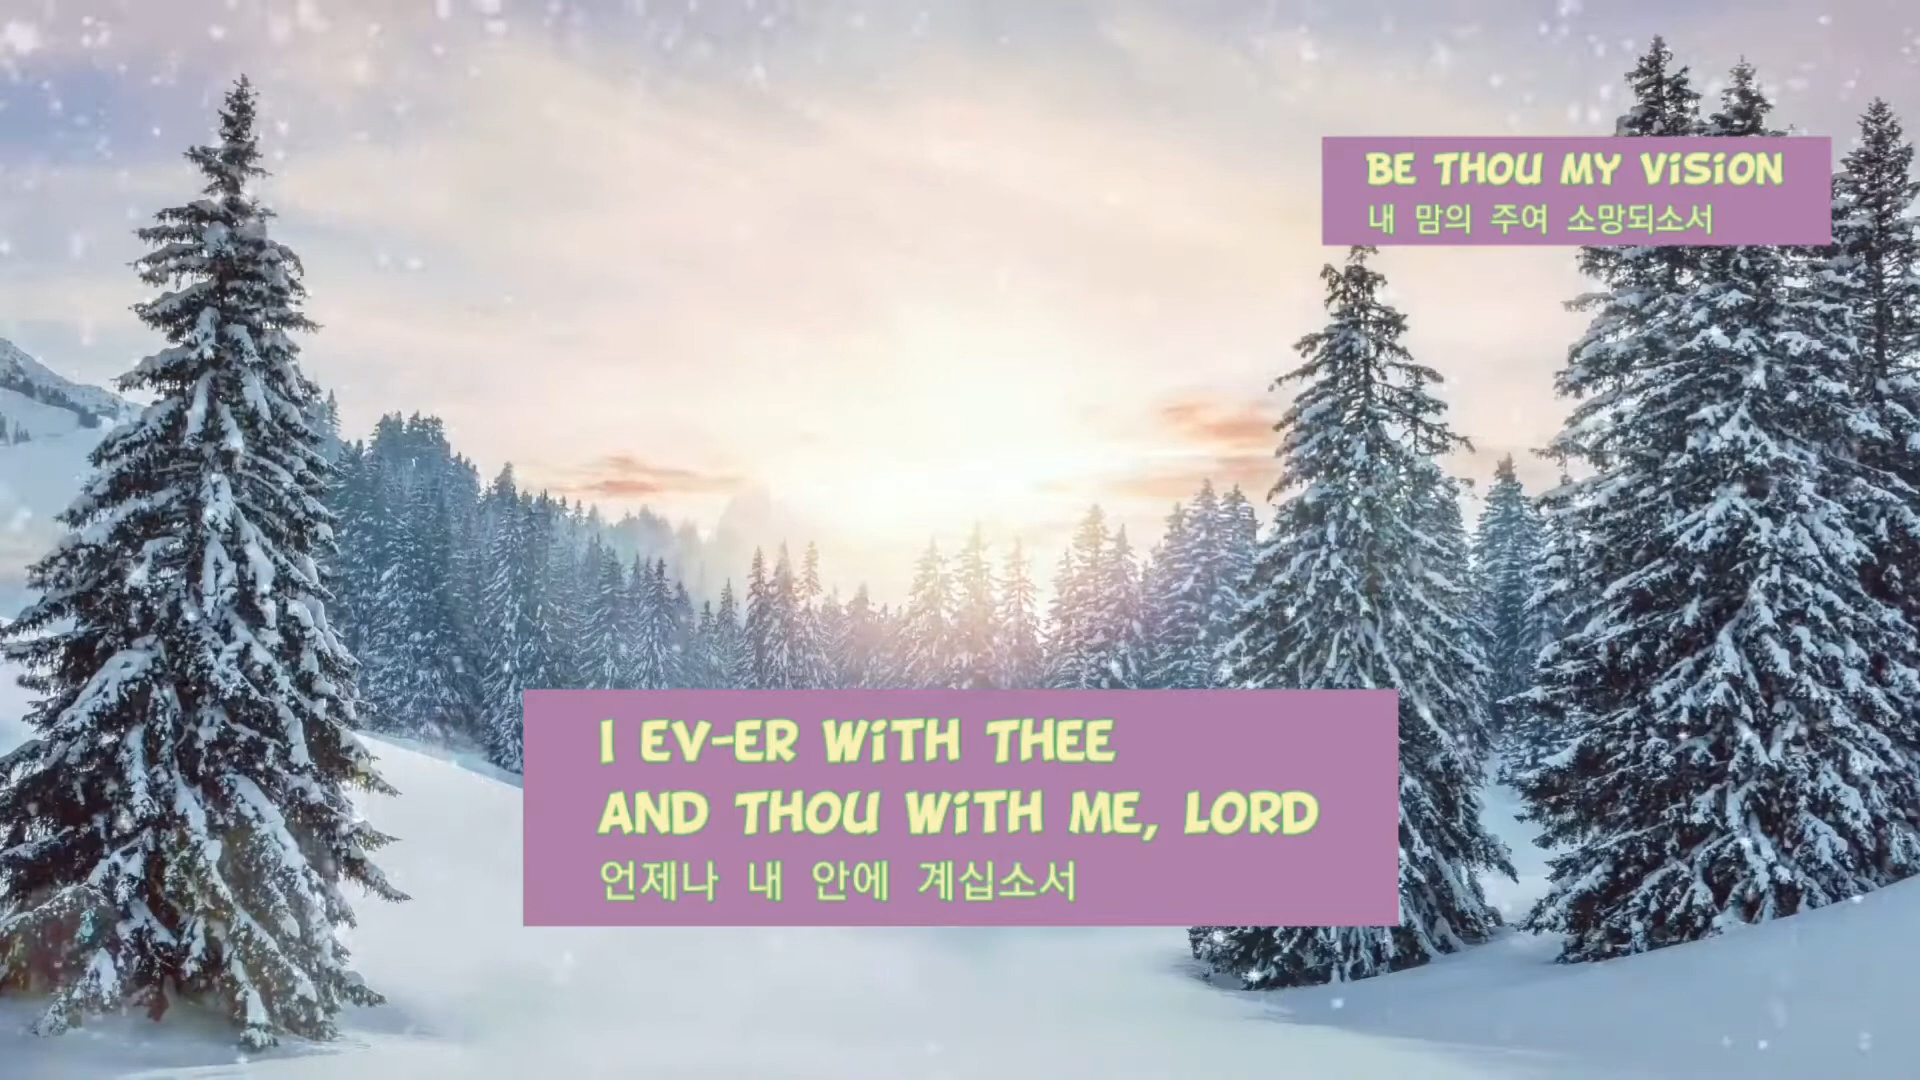 BE THOU MY ViSiON
내 맘의 주여 소망되소서
I EV-ER WiTH THEE
AND THOU WiTH ME, LORD
언제나 내 안에 계십소서